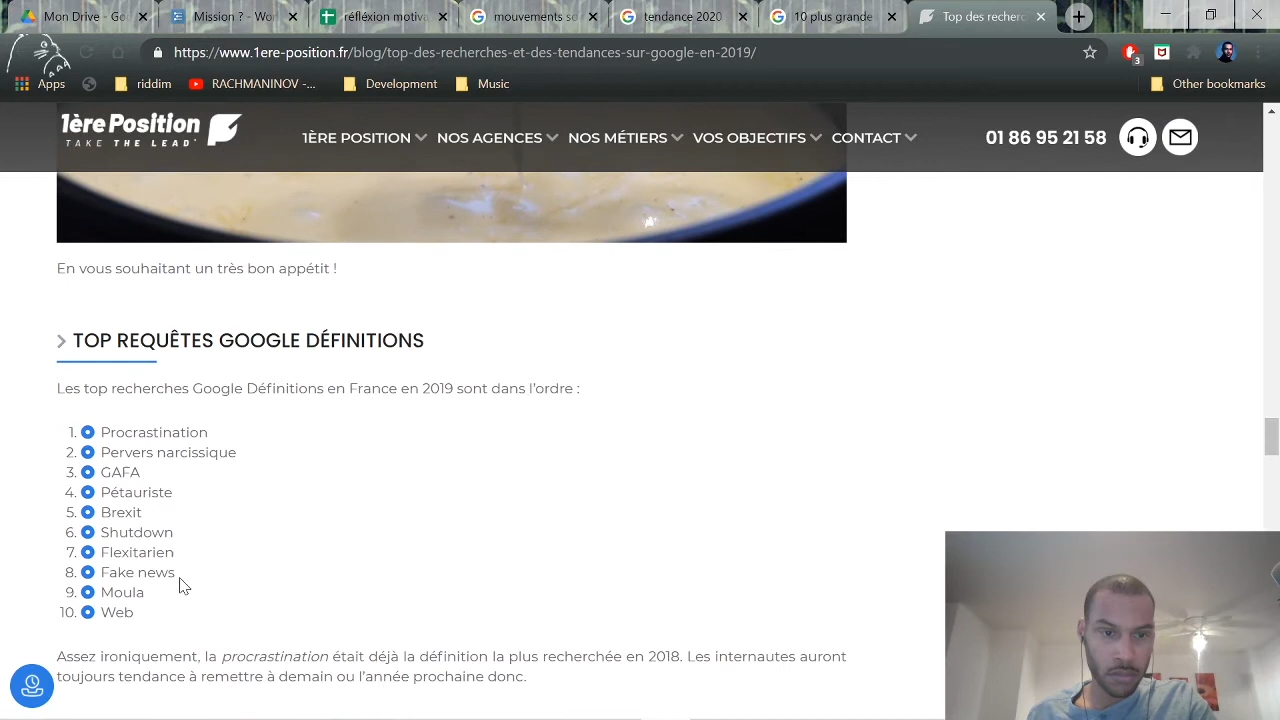 Mon Drive - Go
Mission ? - Wor
réfléxion motiva
mouvements so
tendance 2020
10 plus grande
Top des recherc
https://www.1ere-position.fr/blog/top-des-recherches-et-des-tendances-sur-google-en-2019/
3
Apps
riddim
RACHMANINOV -...
Development
Music
Other bookmarks
1ère Position
TAKE THE LEAD
1ÈRE POSITION
NOS AGENCES
NOS MÉTIERS
VOS OBJECTIFS
CONTACT
01 86 95 21 58
En vous souhaitant un très bon appétit !
TOP REQUÊTES GOOGLE DÉFINITIONS
Les top recherches Google Définitions en France en 2019 sont dans l'ordre :
1. Procrastination
2. Pervers narcissique
3. GAFA
4. Pétauriste
5. Brexit
6. Shutdown
7. Flexitarien
8. Fake news
9. Moula
10. Web
Assez ironiquement, la procrastination était déjà la définition la plus recherchée en 2018. Les internautes auront
toujours tendance à remettre à demain ou l'année prochaine donc.